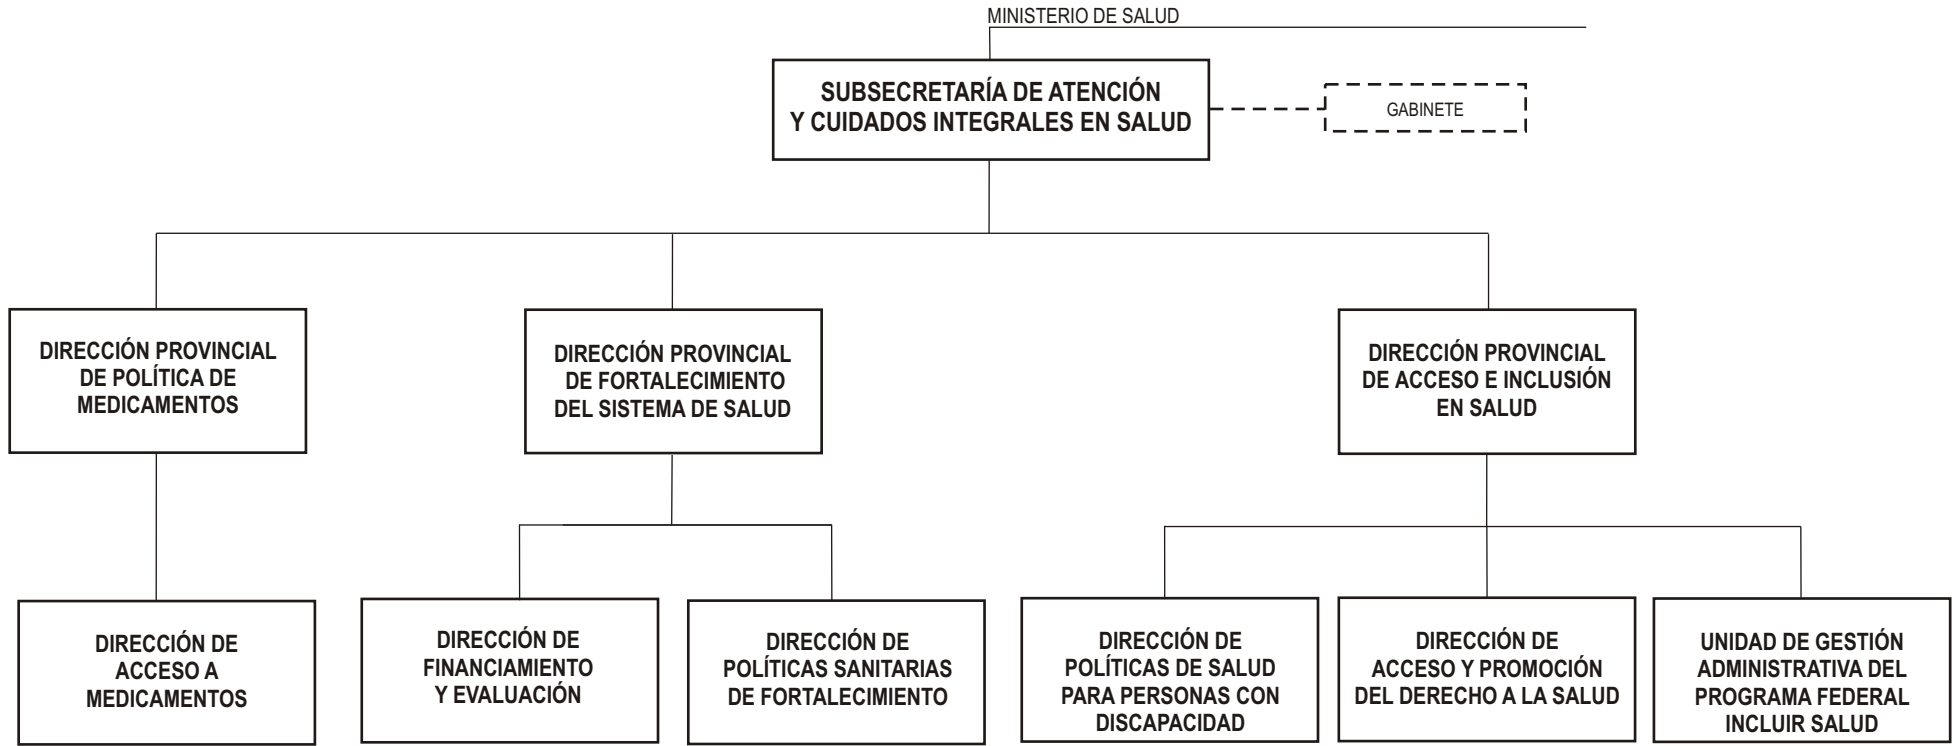 MINISTERIO DE SALUD
SUBSECRETARÍA DE ATENCIÓN
Y CUIDADOS INTEGRALES EN SALUD
GABINETE
DIRECCIÓN PROVINCIAL
DE POLÍTICA DE
MEDICAMENTOS
DIRECCIÓN PROVINCIAL
DE FORTALECIMIENTO
DEL SISTEMA DE SALUD
DIRECCIÓN PROVINCIAL
DE ACCESO E INCLUSIÓN
EN SALUD
DIRECCIÓN DE
ACCESO A
MEDICAMENTOS
DIRECCIÓN DE
FINANCIAMIENTO
Y EVALUACIÓN
DIRECCIÓN DE
POLÍTICAS SANITARIAS
DE FORTALECIMIENTO
DIRECCIÓN DE
POLÍTICAS DE SALUD
PARA PERSONAS CON
DISCAPACIDAD
DIRECCIÓN DE
ACCESO Y PROMOCIÓN
DEL DERECHO A LA SALUD
UNIDAD DE GESTIÓN
ADMINISTRATIVA DEL
PROGRAMA FEDERAL
INCLUIR SALUD